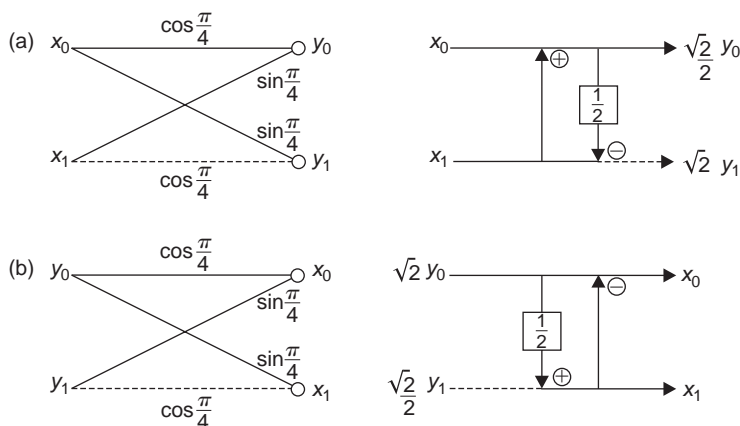 (a)
cos π/4
x₀
y₀
sin π/4
sin π/4
x₁
y₁
cos π/4
x₀
⊕
√2/2 y₀
1/2
⊖
x₁
√2 y₁
(b)
cos π/4
y₀
x₀
sin π/4
sin π/4
y₁
x₁
cos π/4
√2 y₀
x₀
⊖
1/2
⊕
√2/2 y₁
x₁